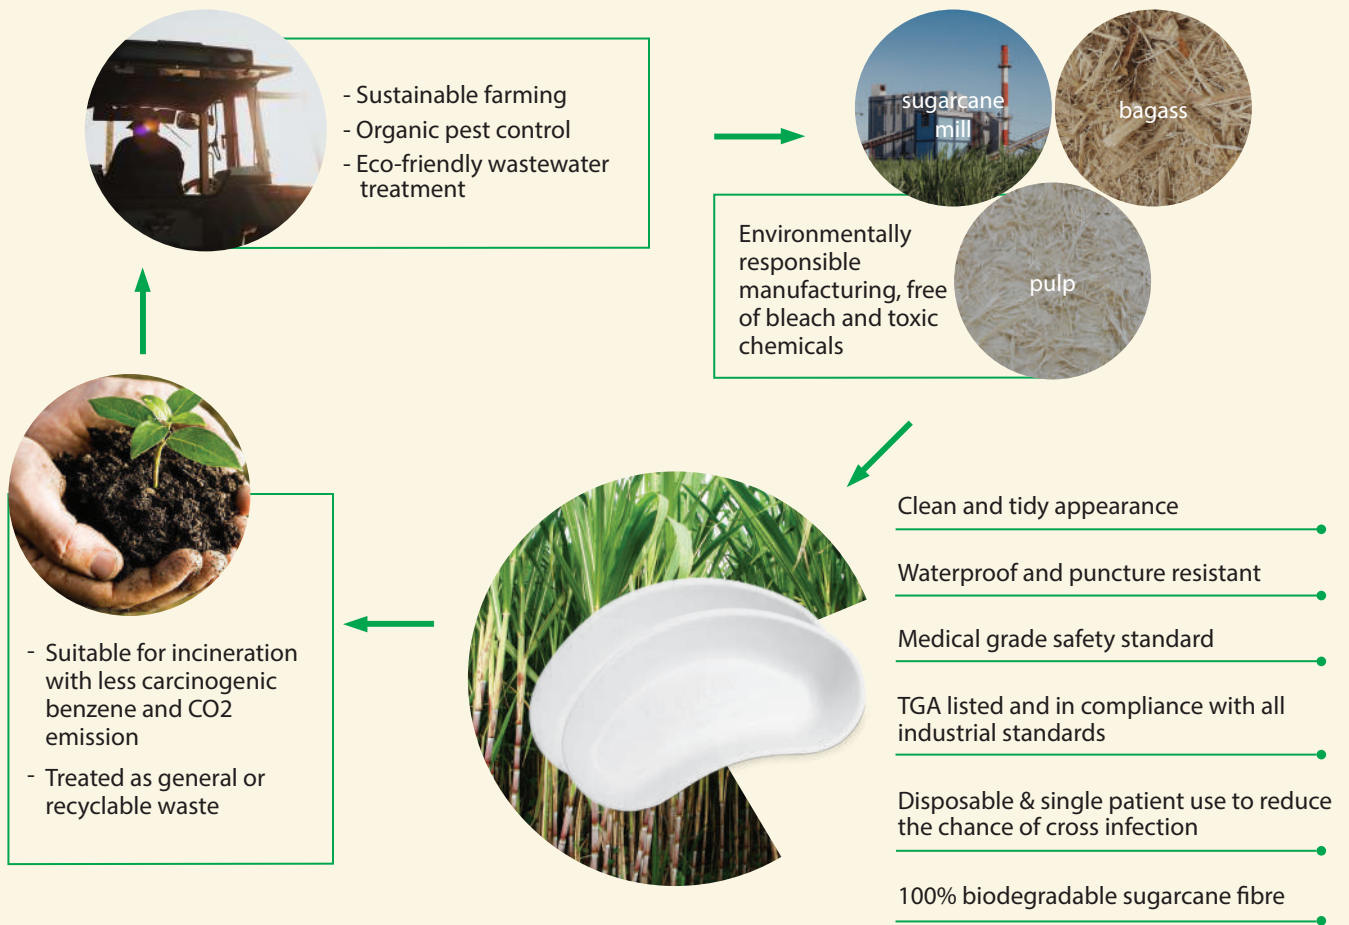 - Sustainable farming
- Organic pest control
- Eco-friendly wastewater
treatment
sugarcane
mill
bagass
pulp
Environmentally
responsible
manufacturing, free
of bleach and toxic
chemicals
Clean and tidy appearance
Waterproof and puncture resistant
Medical grade safety standard
TGA listed and in compliance with all
industrial standards
Disposable & single patient use to reduce
the chance of cross infection
100% biodegradable sugarcane fibre
- Suitable for incineration
with less carcinogenic
benzene and CO2
emission
- Treated as general or
recyclable waste